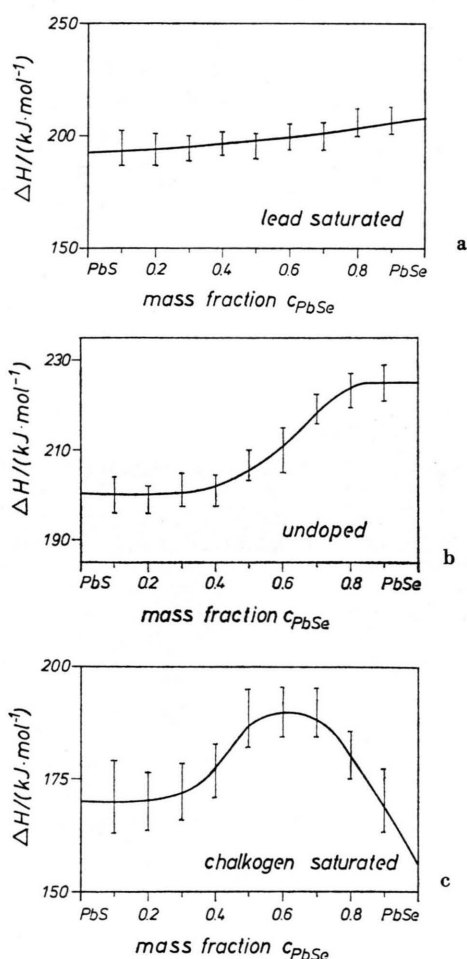 250
200
150
ΔH/(kJ·mol⁻¹)
lead saturated
a
PbS 0.2 0.4 0.6 0.8 PbSe
mass fraction cPbSe
230
210
190
ΔH/(kJ·mol⁻¹)
undoped
b
PbS 0.2 0.4 0.6 0.8 PbSe
mass fraction cPbSe
200
175
150
ΔH/(kJ·mol⁻¹)
chalkogen saturated
c
PbS 0.2 0.4 0.6 0.8 PbSe
mass fraction cPbSe